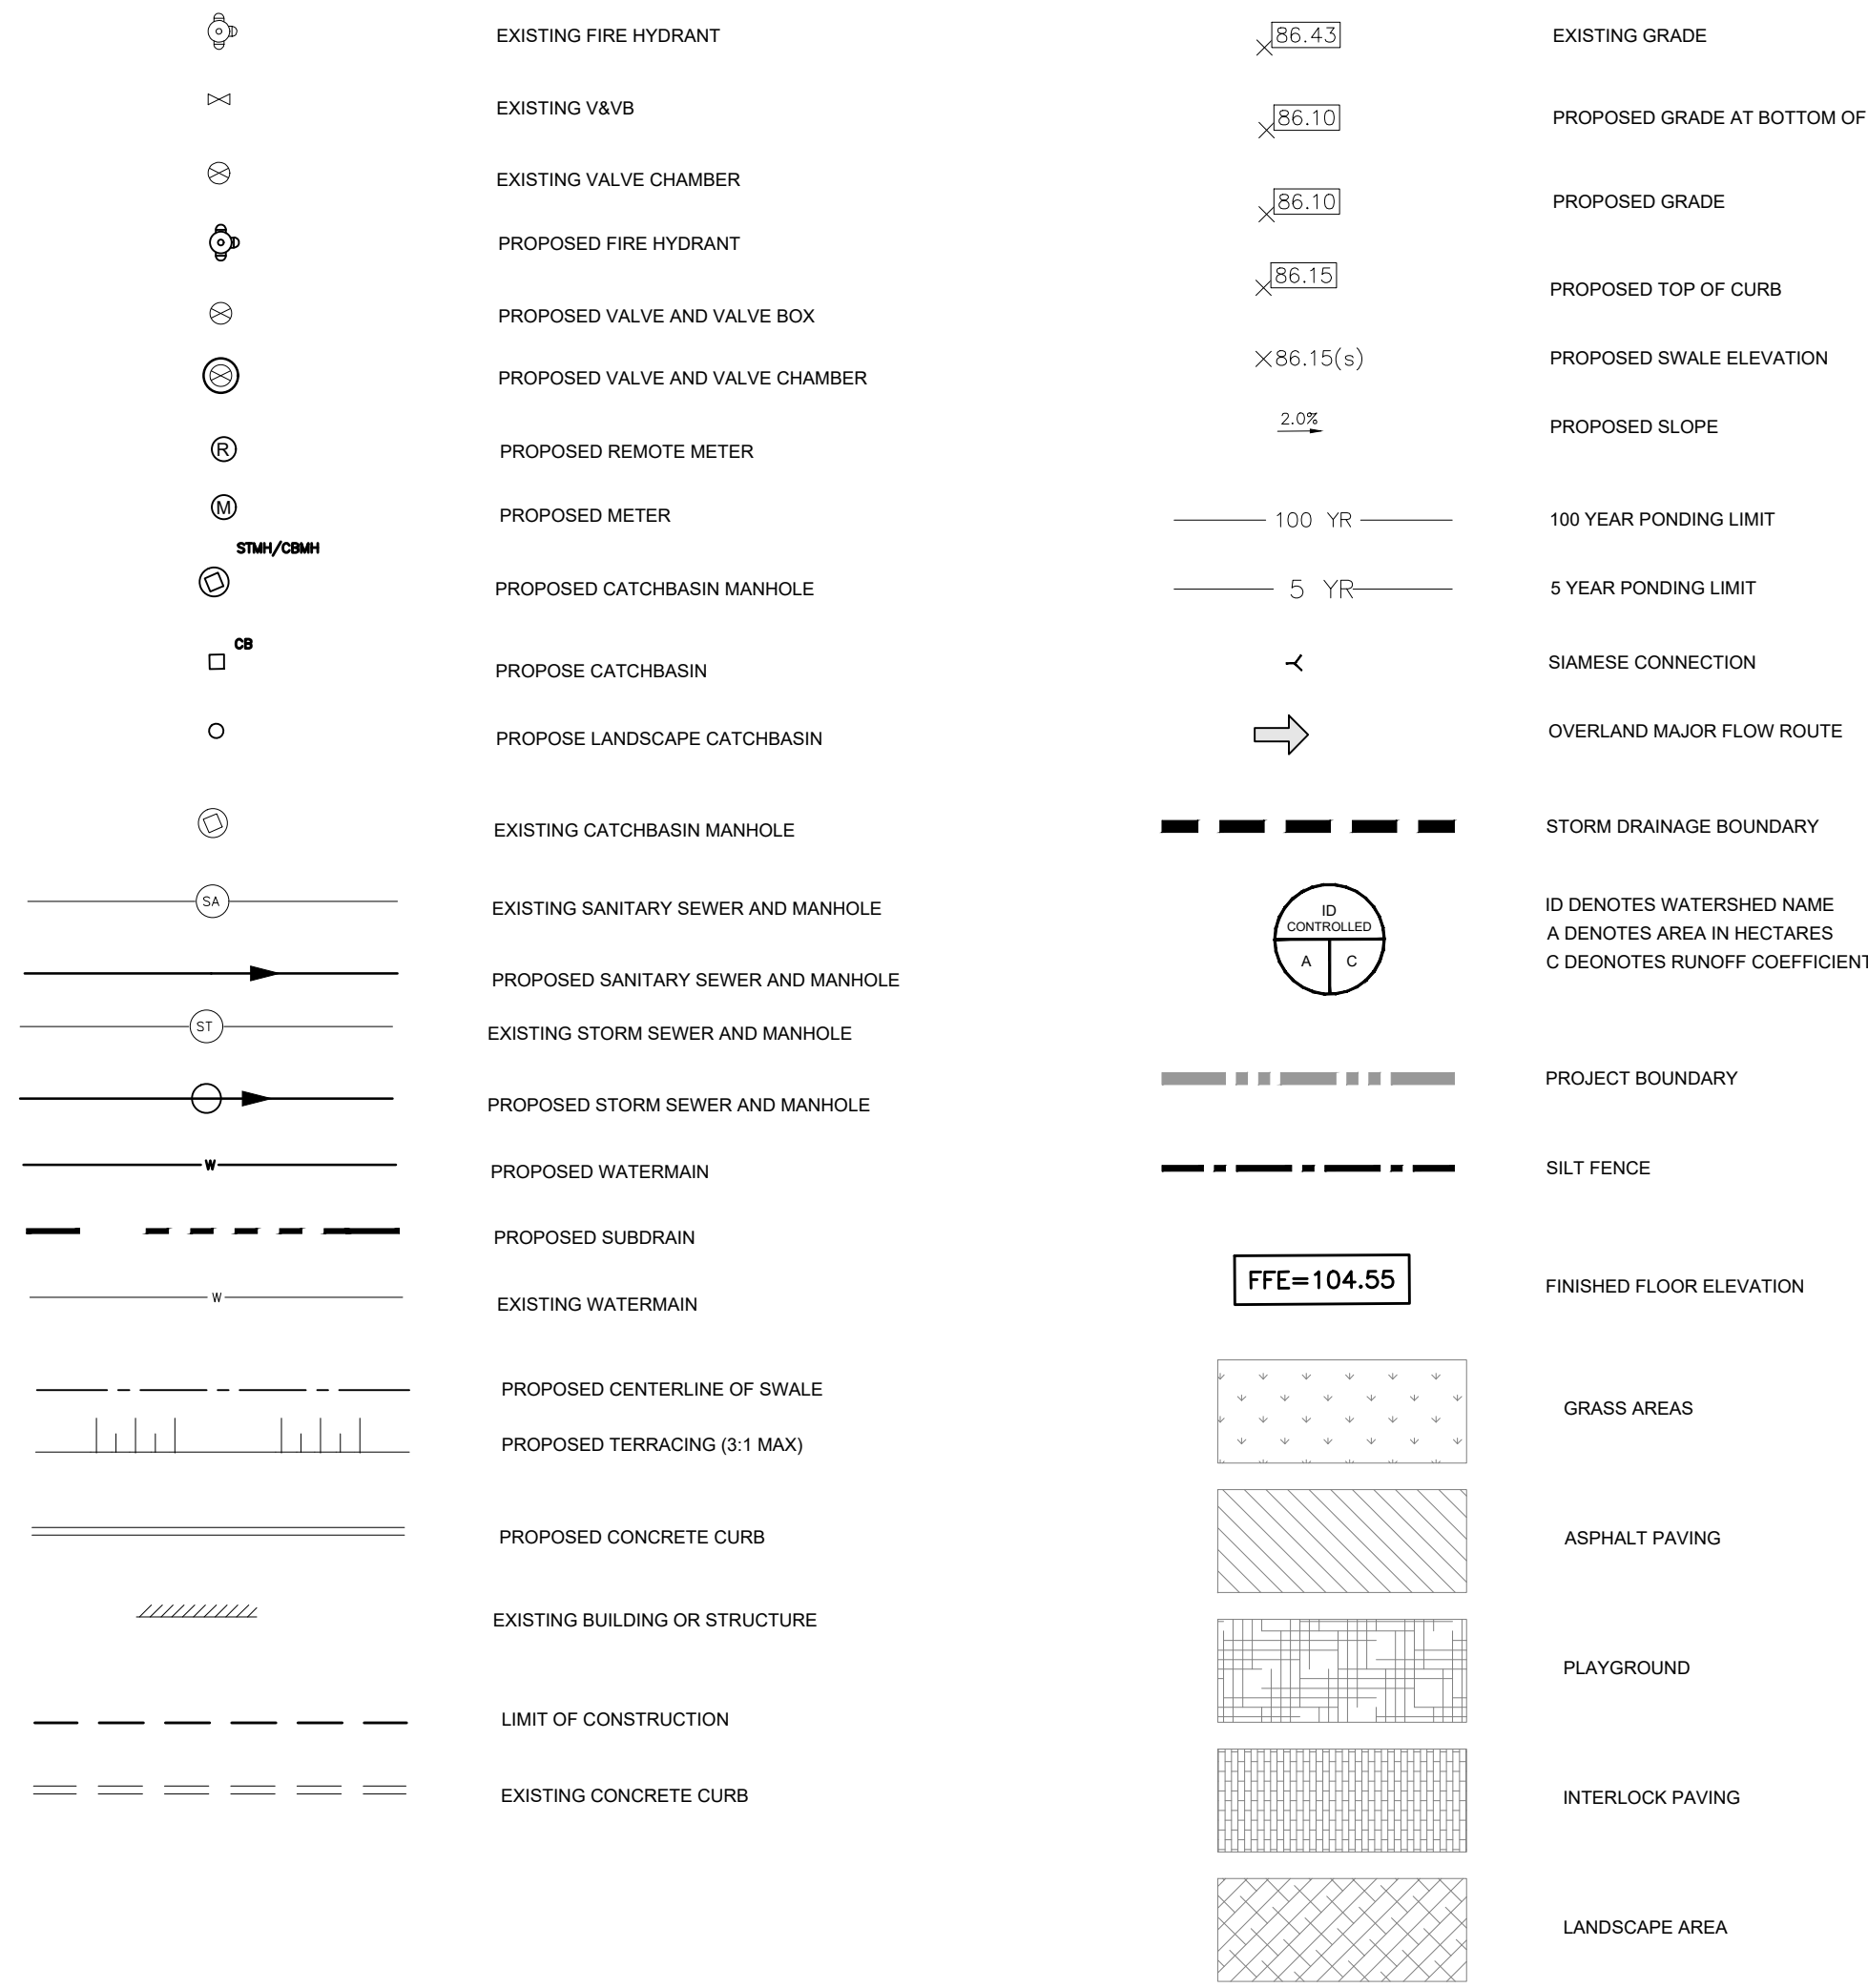 EXISTING FIRE HYDRANT
EXISTING V&VB
EXISTING VALVE CHAMBER
PROPOSED FIRE HYDRANT
PROPOSED VALVE AND VALVE BOX
PROPOSED VALVE AND VALVE CHAMBER
R
PROPOSED REMOTE METER
M
PROPOSED METER
STMH/CBMH
PROPOSED CATCHBASIN MANHOLE
CB
PROPOSE CATCHBASIN
PROPOSE LANDSCAPE CATCHBASIN
EXISTING CATCHBASIN MANHOLE
SA
EXISTING SANITARY SEWER AND MANHOLE
PROPOSED SANITARY SEWER AND MANHOLE
ST
EXISTING STORM SEWER AND MANHOLE
PROPOSED STORM SEWER AND MANHOLE
W
PROPOSED WATERMAIN
PROPOSED SUBDRAIN
W
EXISTING WATERMAIN
PROPOSED CENTERLINE OF SWALE
PROPOSED TERRACING (3:1 MAX)
PROPOSED CONCRETE CURB
EXISTING BUILDING OR STRUCTURE
LIMIT OF CONSTRUCTION
EXISTING CONCRETE CURB
86.43
EXISTING GRADE
86.10
PROPOSED GRADE AT BOTTOM OF
86.10
PROPOSED GRADE
86.15
PROPOSED TOP OF CURB
86.15(s)
PROPOSED SWALE ELEVATION
2.0%
PROPOSED SLOPE
100 YR
100 YEAR PONDING LIMIT
5 YR
5 YEAR PONDING LIMIT
SIAMESE CONNECTION
OVERLAND MAJOR FLOW ROUTE
STORM DRAINAGE BOUNDARY
ID
CONTROLLED
A C
ID DENOTES WATERSHED NAME
A DENOTES AREA IN HECTARES
C DEONOTES RUNOFF COEFFICIENT
PROJECT BOUNDARY
SILT FENCE
FFE=104.55
FINISHED FLOOR ELEVATION
GRASS AREAS
ASPHALT PAVING
PLAYGROUND
INTERLOCK PAVING
LANDSCAPE AREA